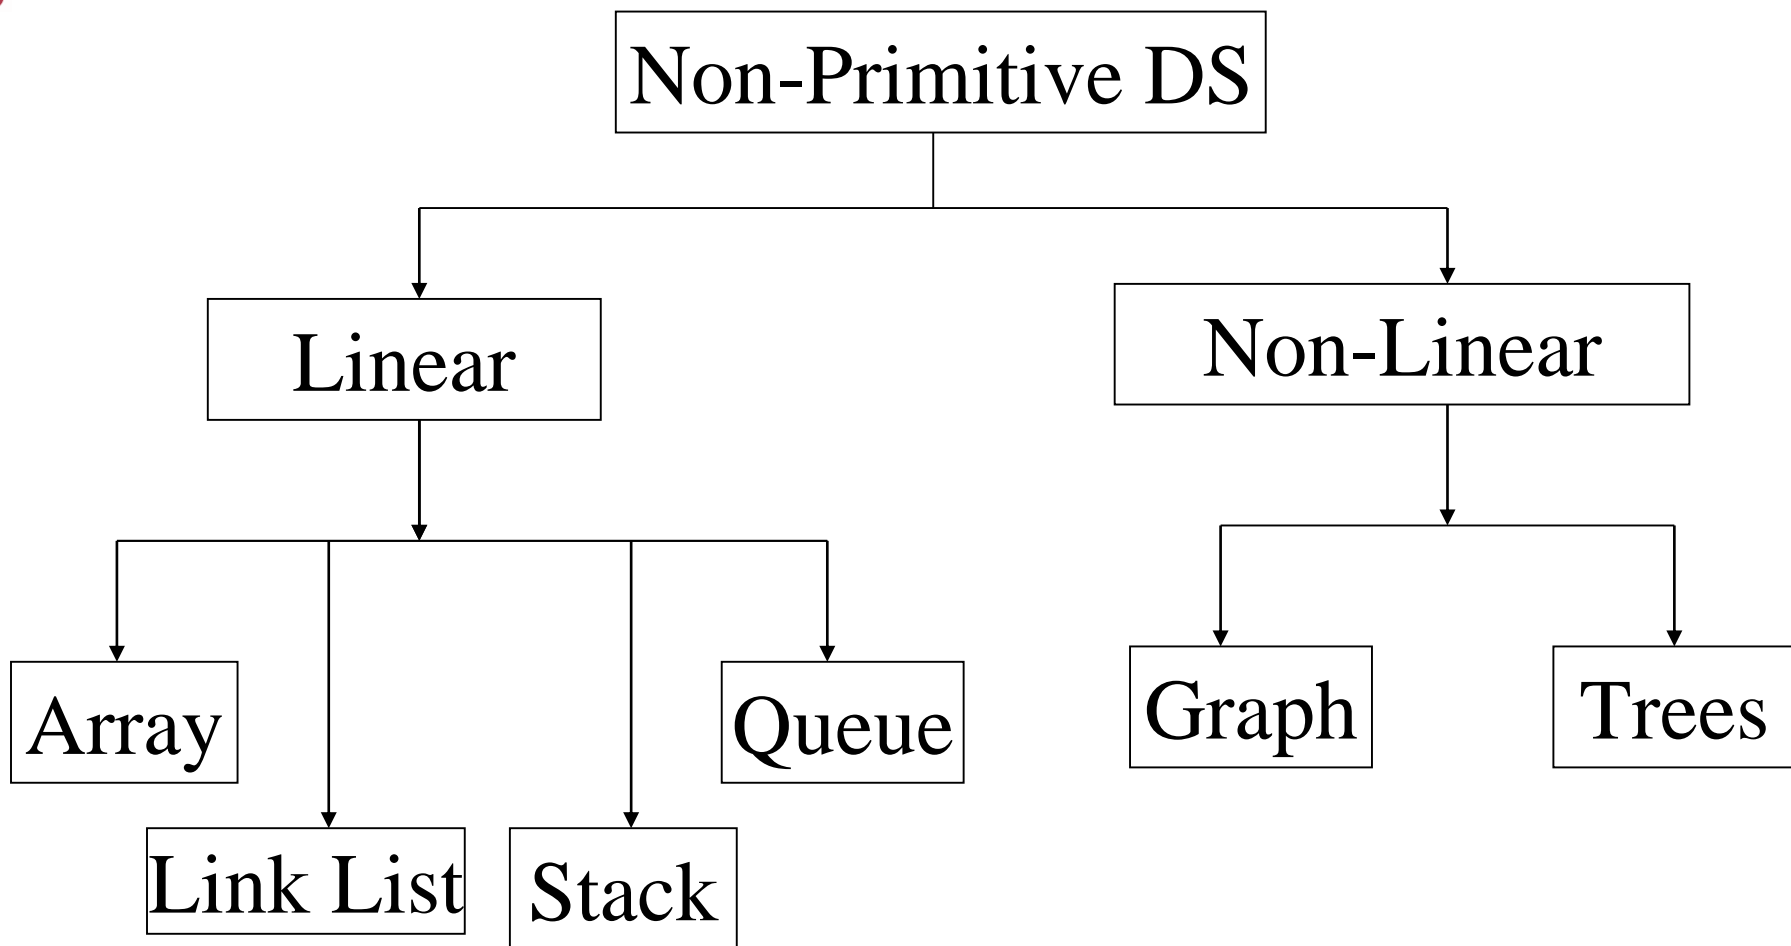 Non-Primitive DS
Linear
Non-Linear
Array
Queue
Graph
Trees
Link List
Stack